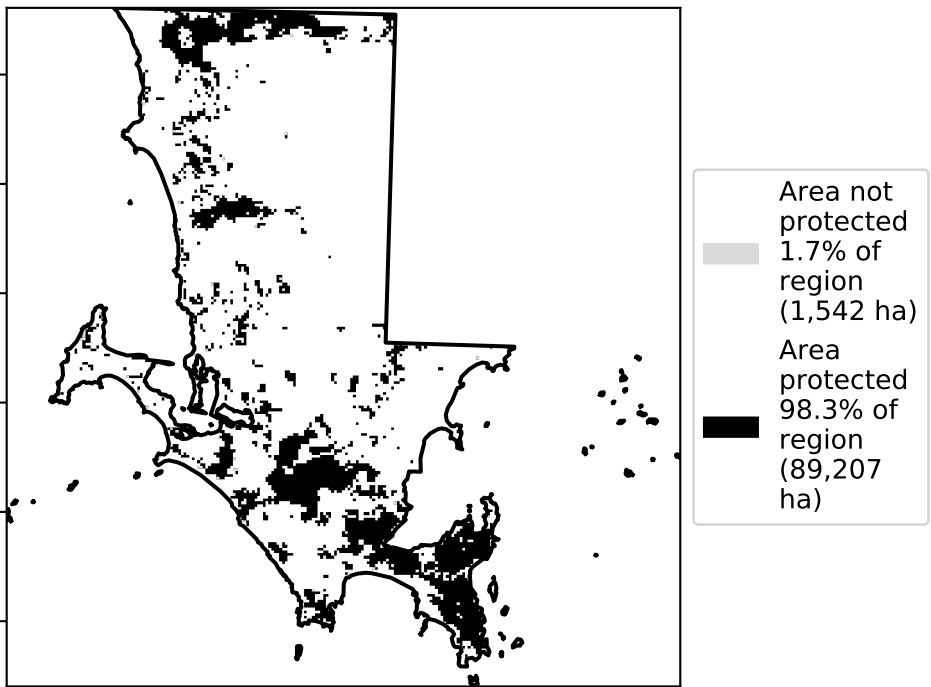 Area not
protected
1.7% of
region
(1,542 ha)
Area
protected
98.3% of
region
(89,207
ha)